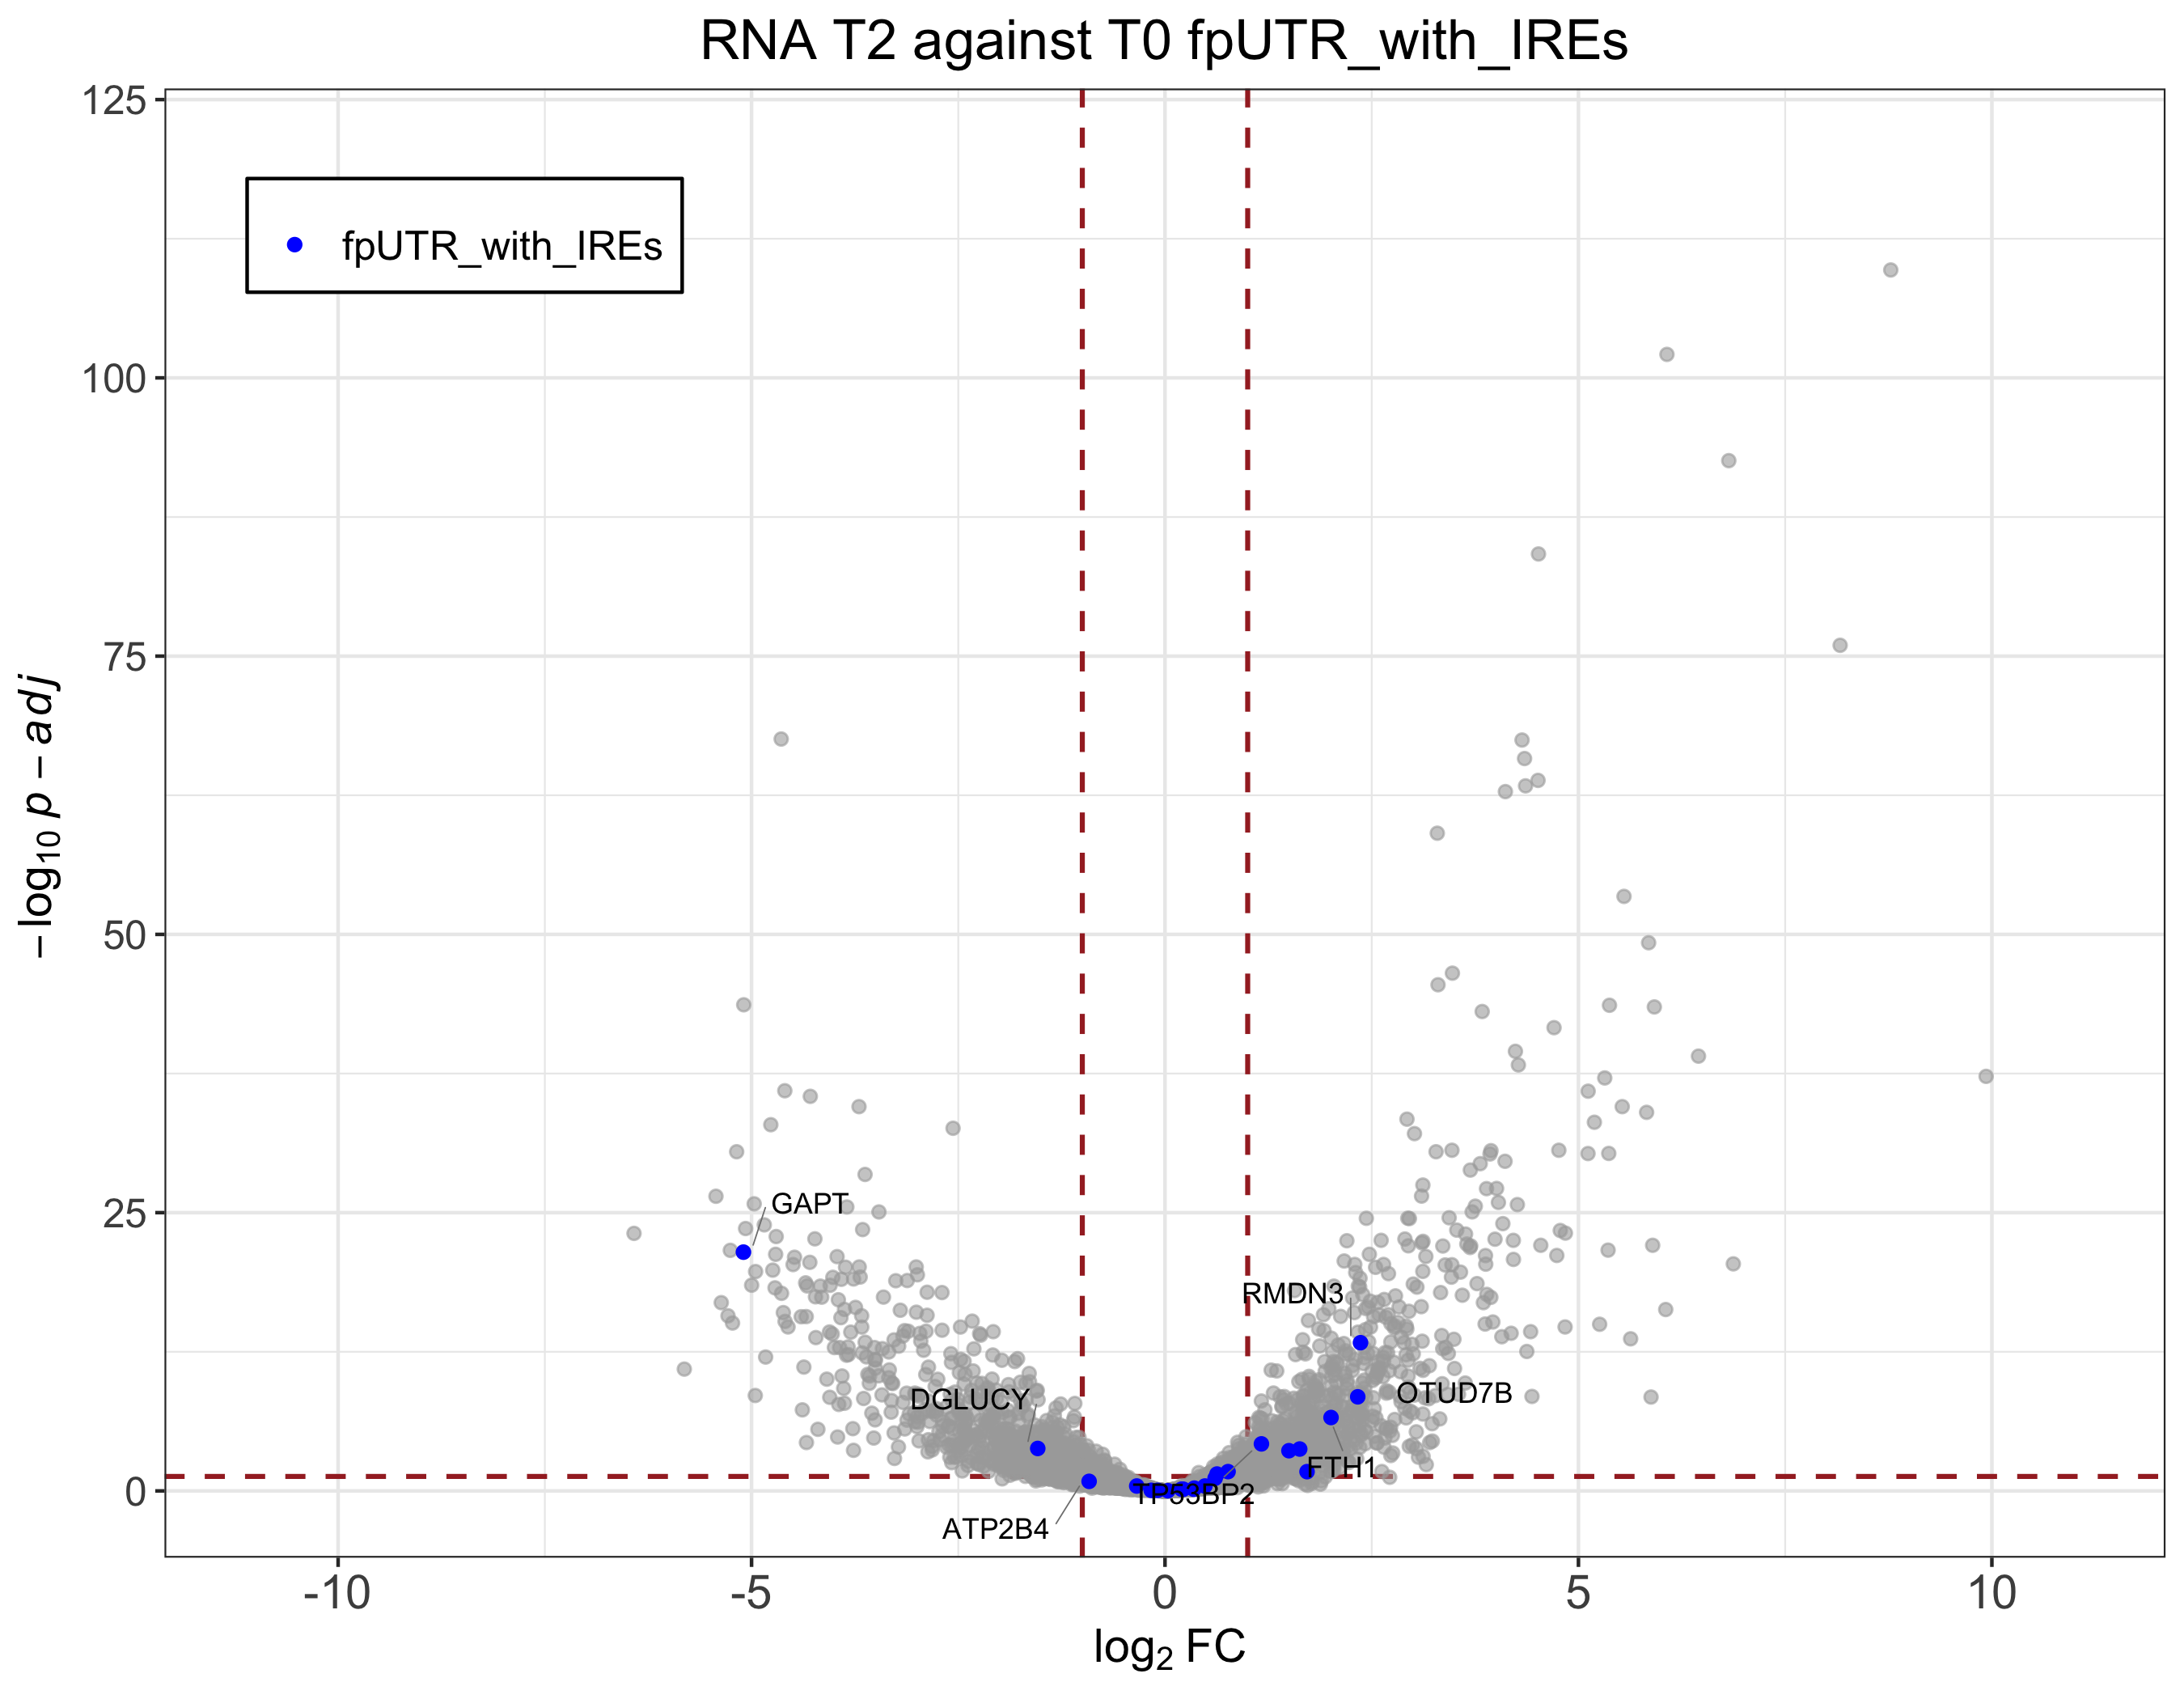 RNA T2 against T0 fpUTR_with_IREs
125
100
75
50
25
0
−log10 p − adj
fpUTR_with_IREs
GAPT
RMDN3
DGLUCY
OTUD7B
FTH1
TP53BP2
ATP2B4
-10
-5
0
5
10
log2 FC